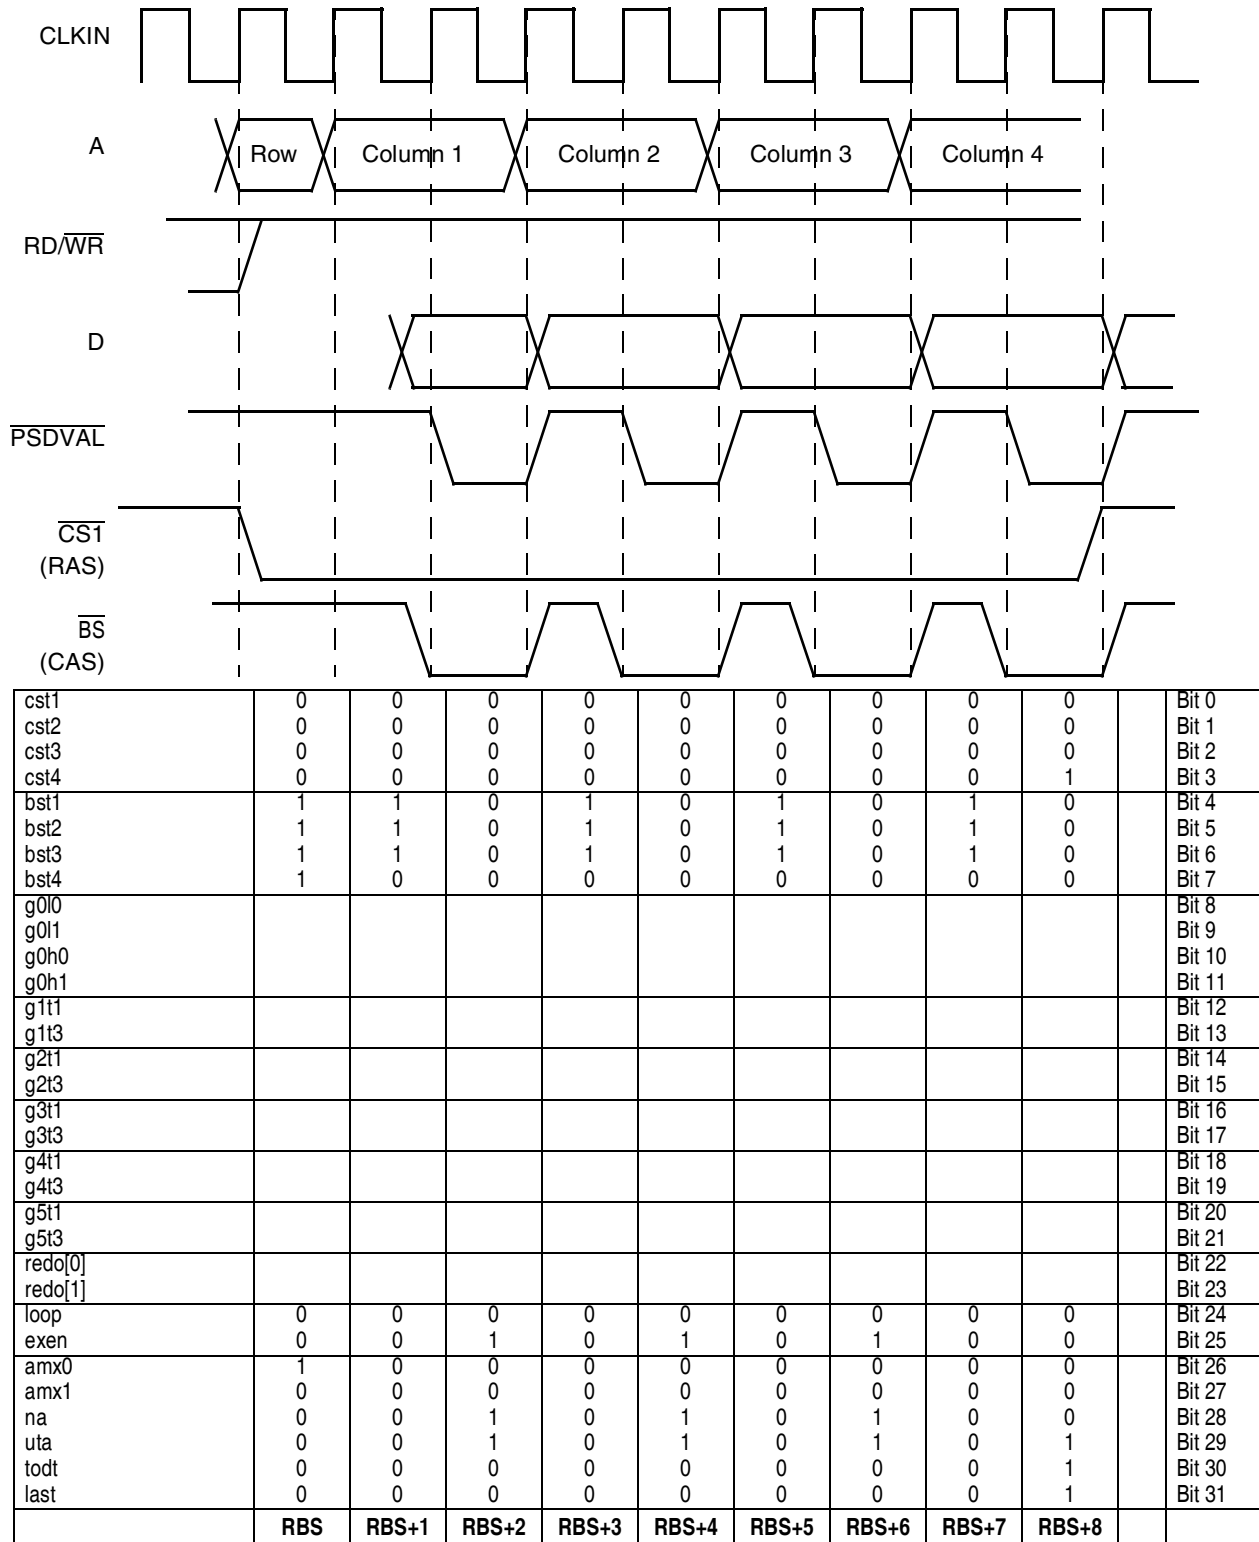 CLKIN
A
Row Column 1 Column 2 Column 3 Column 4
RD/WR
D
PSDVAL
CS1
(RAS)
BS
(CAS)
cst1 0 0 0 0 0 0 0 0 0 Bit 0
cst2 0 0 0 0 0 0 0 0 0 Bit 1
cst3 0 0 0 0 0 0 0 0 0 Bit 2
cst4 0 0 0 0 0 0 0 0 1 Bit 3
bst1 1 1 0 1 0 1 0 1 0 Bit 4
bst2 1 1 0 1 0 1 0 1 0 Bit 5
bst3 1 1 0 1 0 1 0 1 0 Bit 6
bst4 1 0 0 0 0 0 0 0 0 Bit 7
g0l0 Bit 8
g0l1 Bit 9
g0h0 Bit 10
g0h1 Bit 11
g1t1 Bit 12
g1t3 Bit 13
g2t1 Bit 14
g2t3 Bit 15
g3t1 Bit 16
g3t3 Bit 17
g4t1 Bit 18
g4t3 Bit 19
g5t1 Bit 20
g5t3 Bit 21
redo[0] Bit 22
redo[1] Bit 23
loop 0 0 0 0 0 0 0 0 0 Bit 24
exen 0 0 1 0 1 0 1 0 0 Bit 25
amx0 1 0 0 0 0 0 0 0 0 Bit 26
amx1 0 0 0 0 0 0 0 0 0 Bit 27
na 0 0 1 0 1 0 1 0 0 Bit 28
uta 0 0 1 0 1 0 1 0 1 Bit 29
todt 0 0 0 0 0 0 0 0 1 Bit 30
last 0 0 0 0 0 0 0 0 1 Bit 31
RBS RBS+1 RBS+2 RBS+3 RBS+4 RBS+5 RBS+6 RBS+7 RBS+8